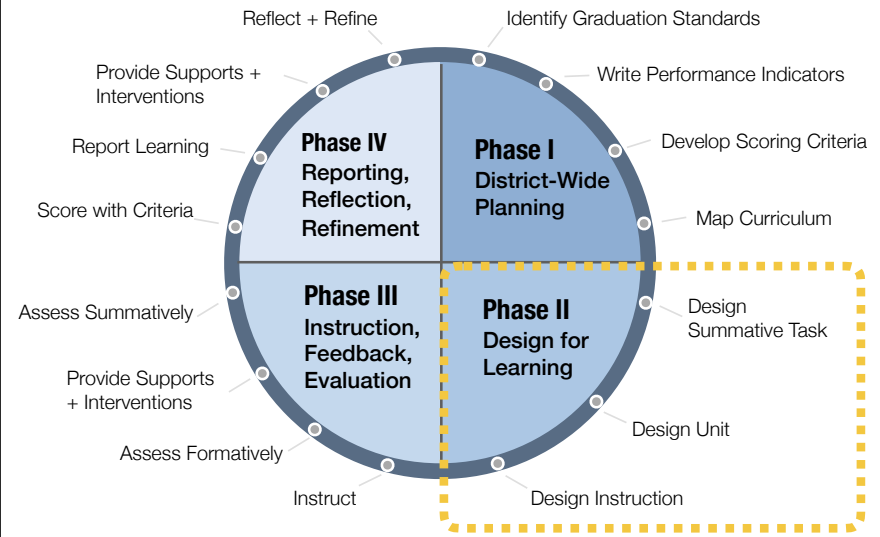 Reflect + Refine
Identify Graduation Standards
Provide Supports +
Interventions
Write Performance Indicators
Report Learning
Develop Scoring Criteria
Score with Criteria
Map Curriculum
Phase IV
Reporting,
Reflection,
Refinement
Phase I
District-Wide
Planning
Assess Summatively
Phase III
Instruction,
Feedback,
Evaluation
Phase II
Design for
Learning
Design
Summative Task
Provide Supports
+ Interventions
Design Unit
Assess Formatively
Instruct
Design Instruction